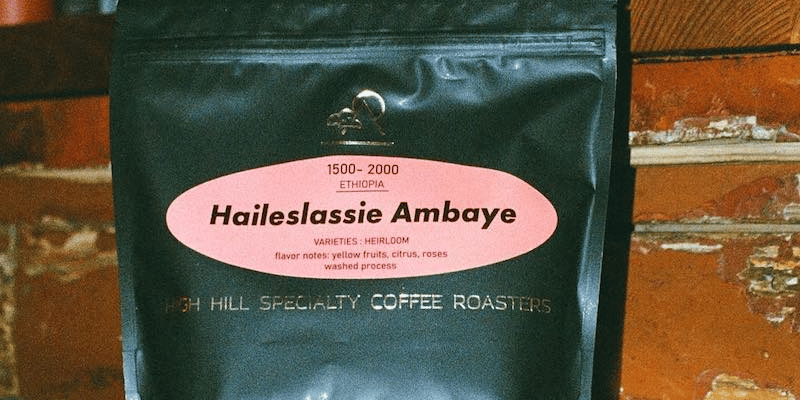 1500- 2000
ETHIOPIA
Haileslassie Ambaye
VARIETIES : HEIRLOOM
flavor notes: yellow fruits, citrus, roses
washed process
HIGH HILL SPECIALTY COFFEE ROASTERS